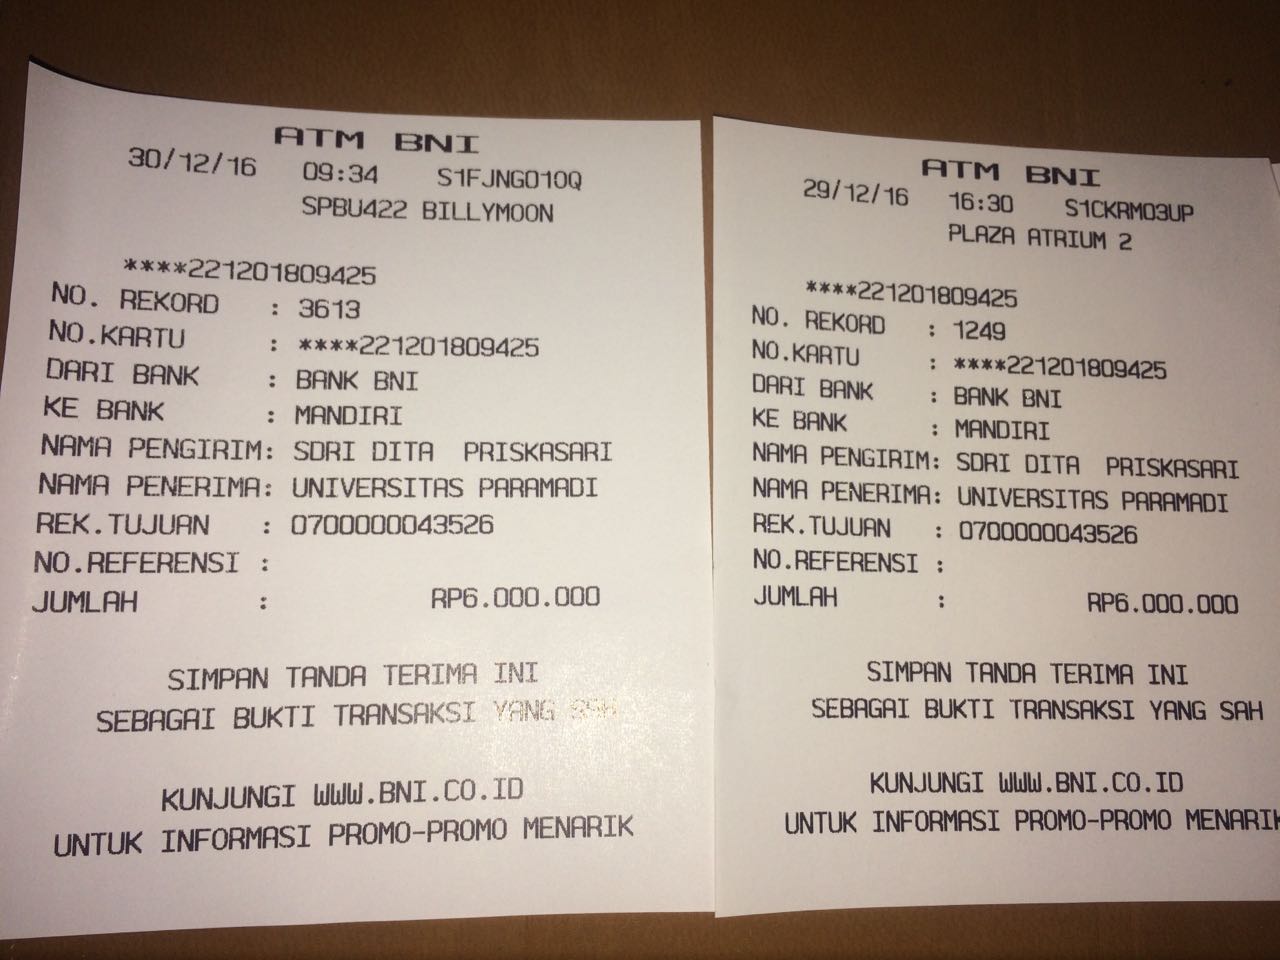 ATM BNI
30/12/16 09:34 S1FJNG010Q
SPBU422 BILLYMOON
****221201809425
NO. REKORD : 3613
NO.KARTU : ****221201809425
DARI BANK : BANK BNI
KE BANK : MANDIRI
NAMA PENGIRIM: SDRI DITA PRISKASARI
NAMA PENERIMA: UNIVERSITAS PARAMADI
REK.TUJUAN : 0700000043526
NO.REFERENSI :
JUMLAH : RP6.000.000
SIMPAN TANDA TERIMA INI
SEBAGAI BUKTI TRANSAKSI YANG SAH
KUNJUNGI WWW.BNI.CO.ID
UNTUK INFORMASI PROMO-PROMO MENARIK
ATM BNI
29/12/16 16:30 S1CKRM03UP
PLAZA ATRIUM 2
****221201809425
NO. REKORD : 1249
NO.KARTU : ****221201809425
DARI BANK : BANK BNI
KE BANK : MANDIRI
NAMA PENGIRIM: SDRI DITA PRISKASARI
NAMA PENERIMA: UNIVERSITAS PARAMADI
REK.TUJUAN : 0700000043526
NO.REFERENSI :
JUMLAH : RP6.000.000
SIMPAN TANDA TERIMA INI
SEBAGAI BUKTI TRANSAKSI YANG SAH
KUNJUNGI WWW.BNI.CO.ID
UNTUK INFORMASI PROMO-PROMO MENARIK